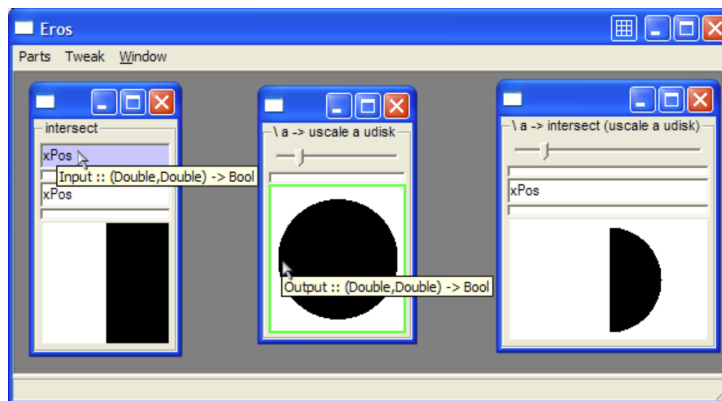 Eros
Parts Tweak Window
intersect
xPos
Input :: (Double,Double) -> Bool
xPos
\ a -> uscale a udisk
Output :: (Double,Double) -> Bool
\ a -> intersect (uscale a udisk)
xPos